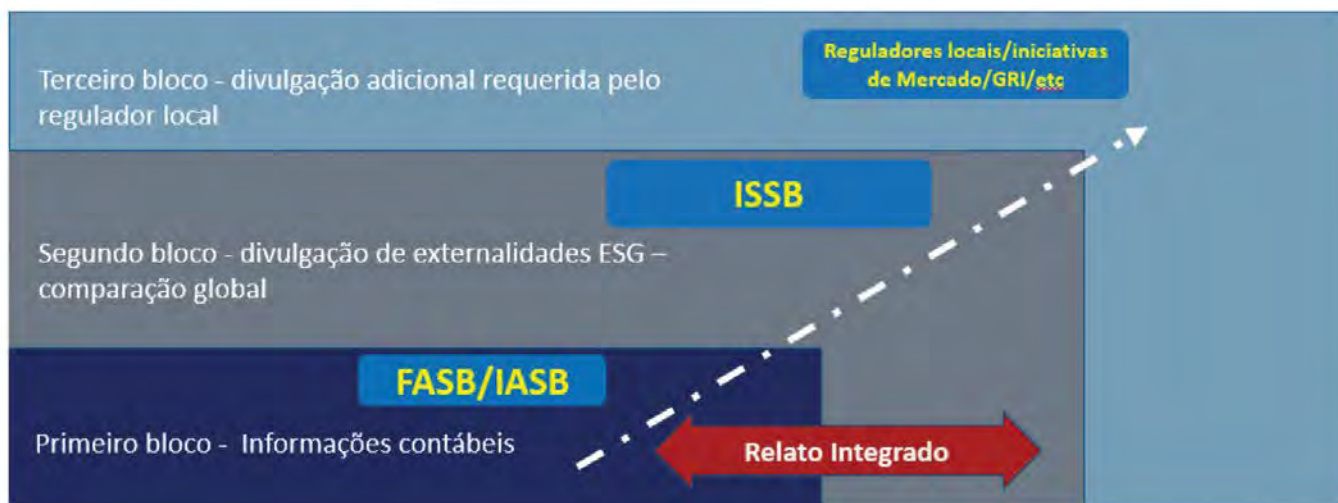 Reguladores locais/iniciativas
de Mercado/GRI/etc
Terceiro bloco - divulgação adicional requerida pelo
regulador local
ISSB
Segundo bloco - divulgação de externalidades ESG –
comparação global
FASB/IASB
Primeiro bloco - Informações contábeis
Relato Integrado